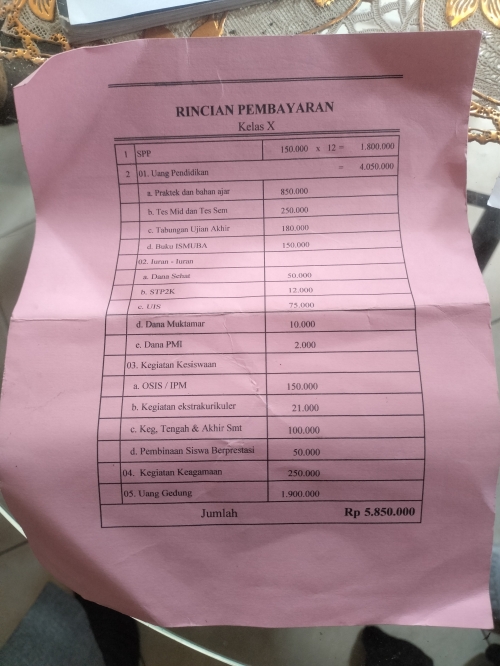 RINCIAN PEMBAYARAN
Kelas X
1 SPP 150.000 x 12 = 1.800.000
2 01. Uang Pendidikan = 4.050.000
a. Praktek dan bahan ajar 850.000
b. Tes Mid dan Tes Sem 250.000
c. Tabungan Ujian Akhir 180.000
d. Buku ISMUBA 150.000
02. Iuran - Iuran
a. Dana Sehat 50.000
b. STP2K 12.000
c. UIS 75.000
d. Dana Muktamar 10.000
e. Dana PMI 2.000
03. Kegiatan Kesiswaan
a. OSIS / IPM 150.000
b. Kegiatan ekstrakurikuler 21.000
c. Keg, Tengah & Akhir Smt 100.000
d. Pembinaan Siswa Berprestasi 50.000
04. Kegiatan Keagamaan 250.000
05. Uang Gedung 1.900.000
Jumlah Rp 5.850.000